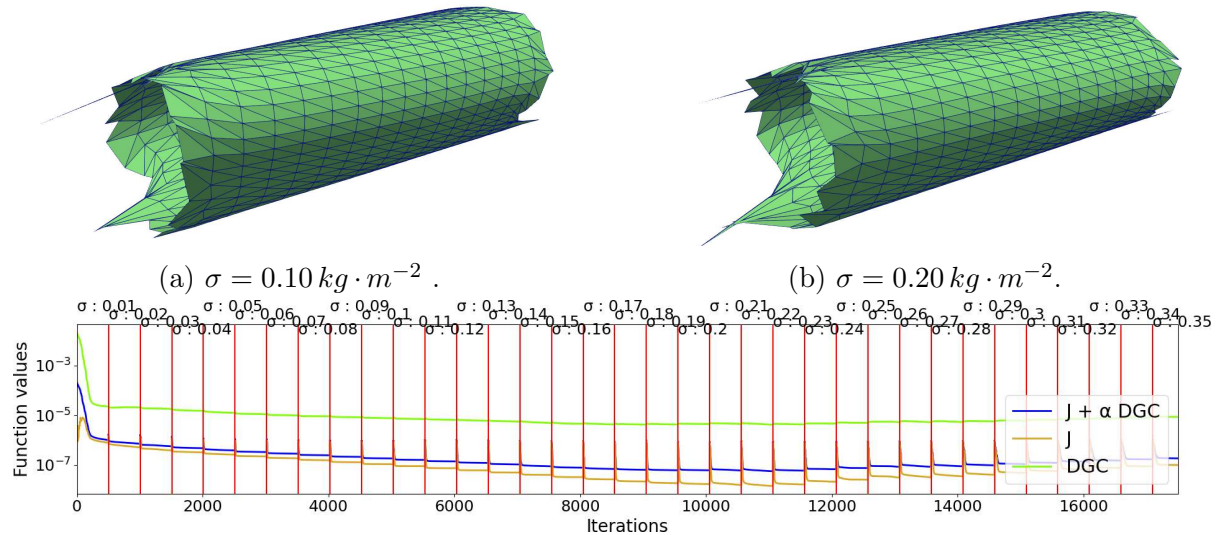 (a) σ = 0.10 kg · m⁻² .
(b) σ = 0.20 kg · m⁻².
σ : 0.01 σ : 0.05 σ : 0.09 σ : 0.13 σ : 0.17 σ : 0.21 σ : 0.25 σ : 0.29 σ : 0.33
σ : 0.02 σ : 0.06 σ : 0.1 σ : 0.14 σ : 0.18 σ : 0.22 σ : 0.26 σ : 0.3 σ : 0.34
σ : 0.03 σ : 0.07 σ : 0.11 σ : 0.15 σ : 0.19 σ : 0.23 σ : 0.27 σ : 0.31 σ : 0.35
σ : 0.04 σ : 0.08 σ : 0.12 σ : 0.16 σ : 0.2 σ : 0.24 σ : 0.28 σ : 0.32
Function values
10⁻³
10⁻⁵
10⁻⁷
J + α DGC
J
DGC
0 2000 4000 6000 8000 10000 12000 14000 16000
Iterations